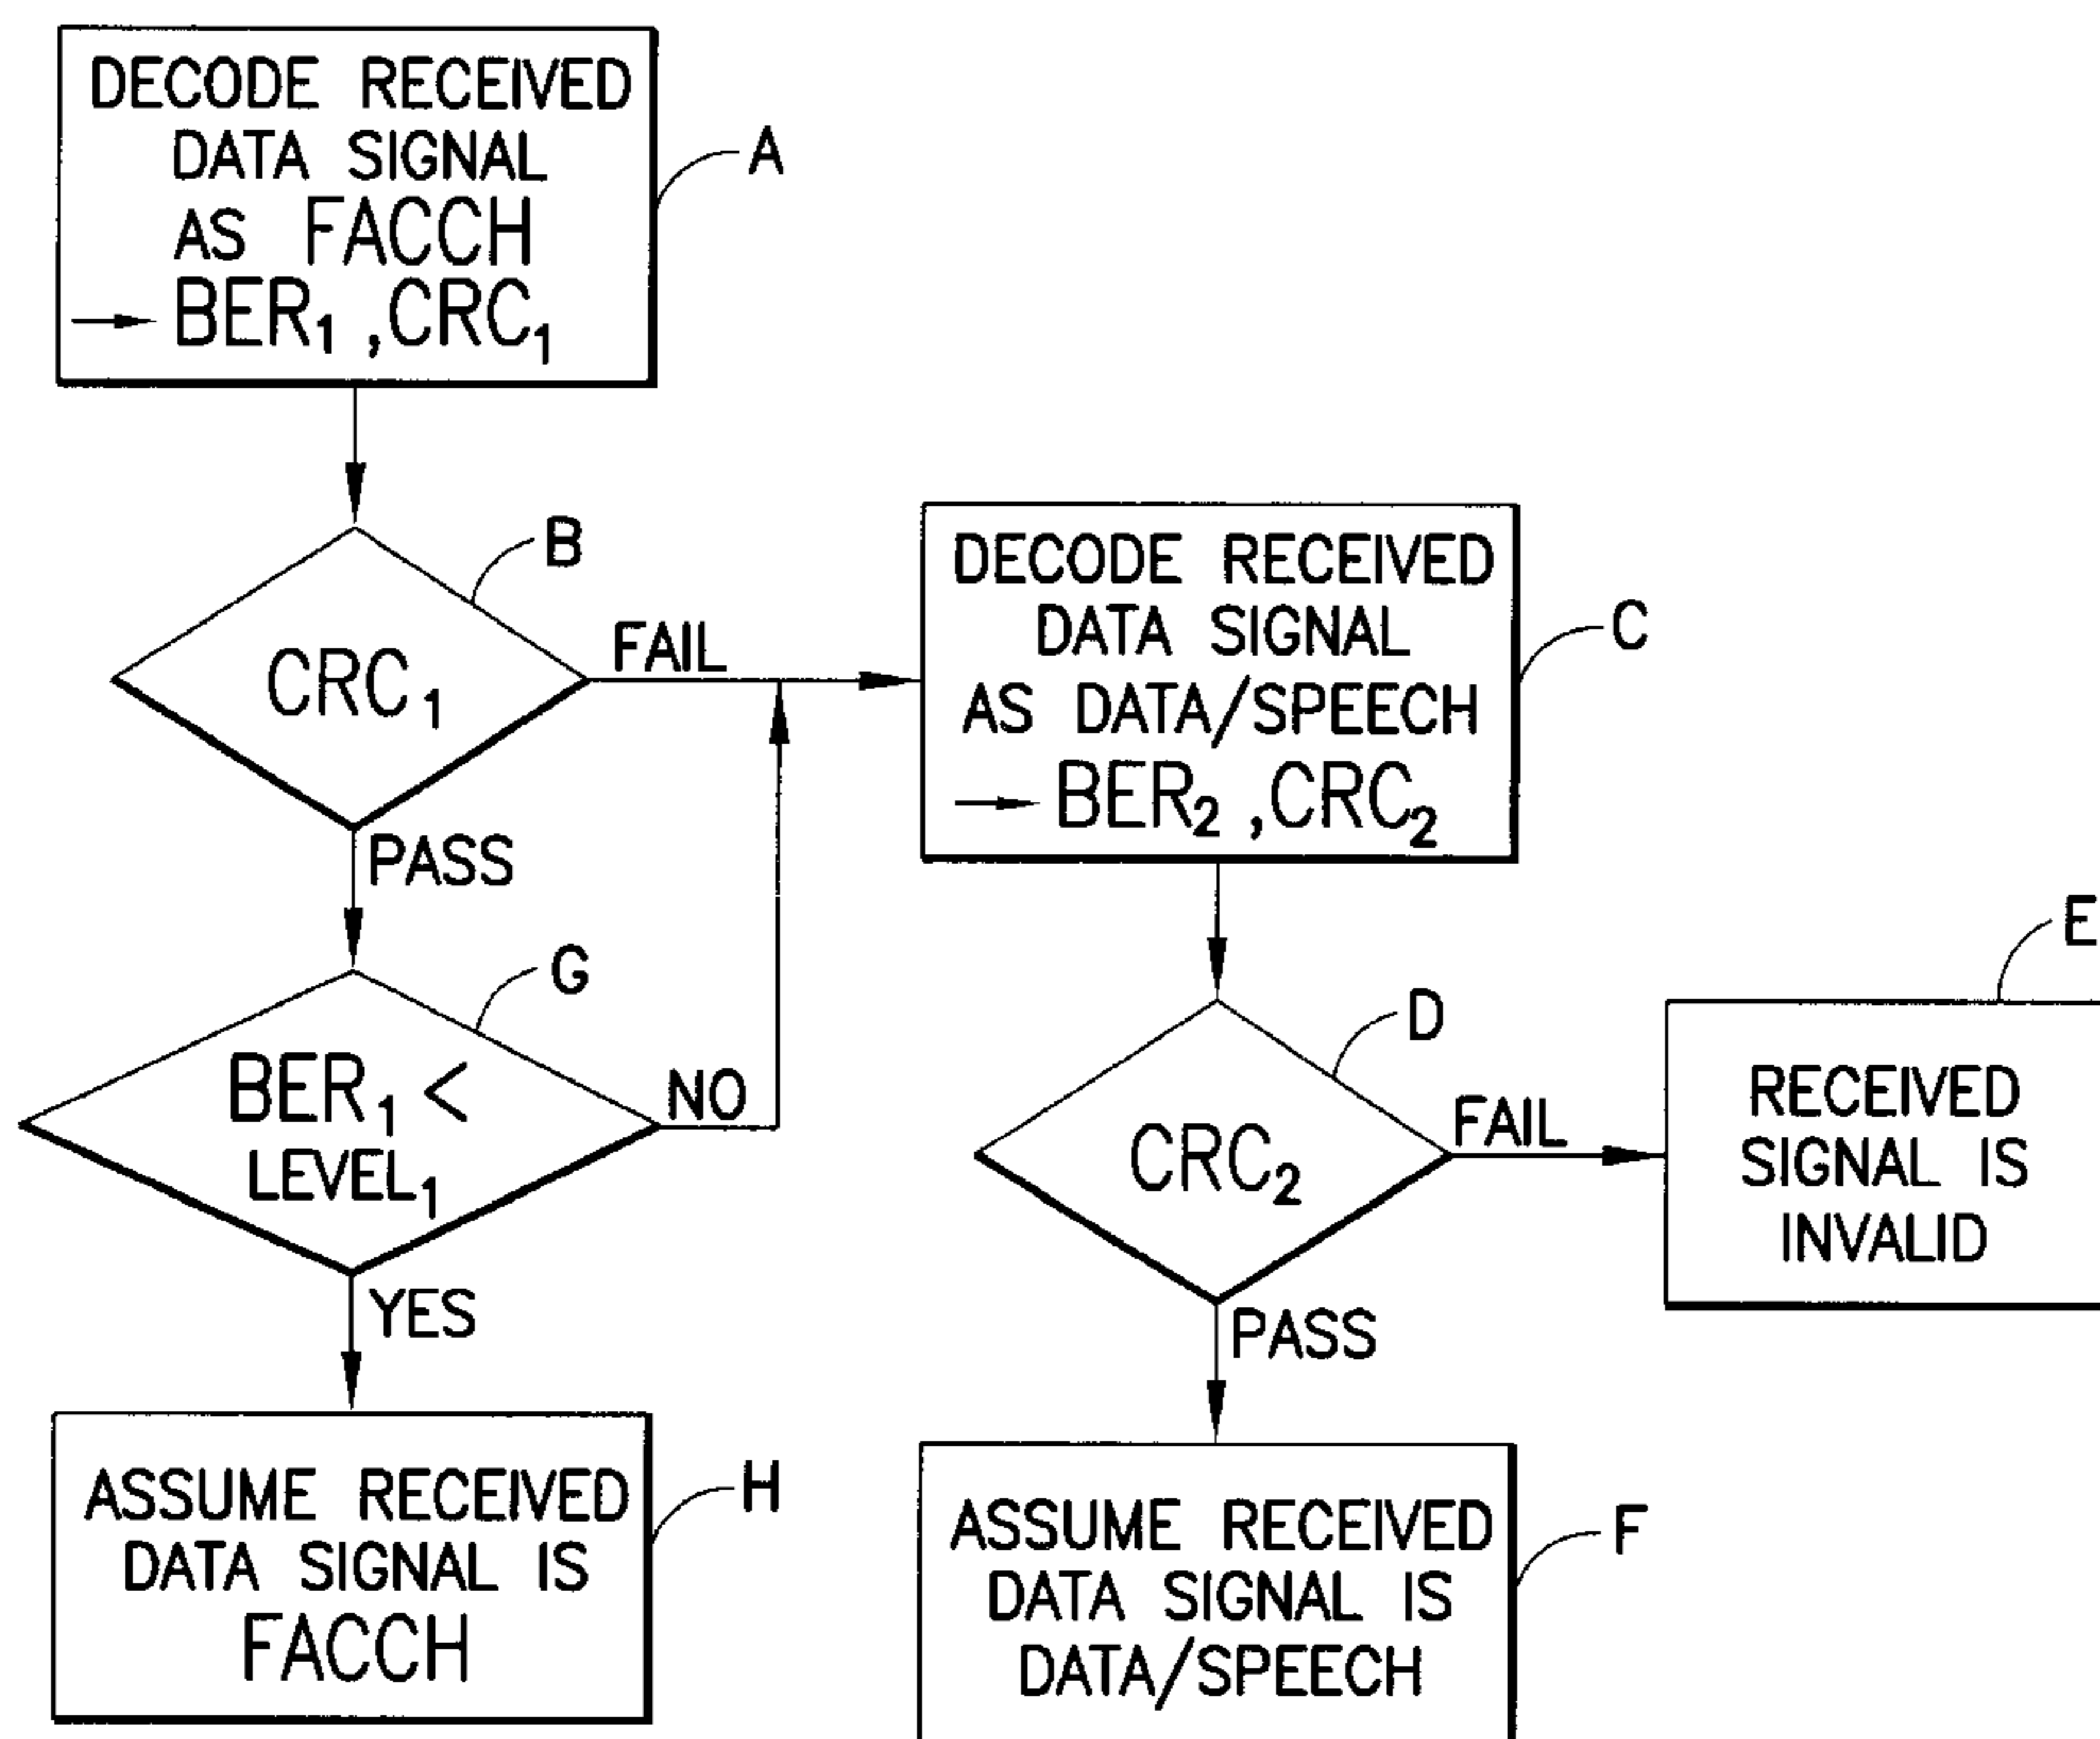 DECODE RECEIVED
DATA SIGNAL
AS FACCH
→ BER₁ ,CRC₁
A
B
CRC₁
FAIL
PASS
DECODE RECEIVED
DATA SIGNAL
AS DATA/SPEECH
→ BER₂ ,CRC₂
C
G
BER₁ <
LEVEL₁
NO
YES
D
CRC₂
FAIL
PASS
E
RECEIVED
SIGNAL IS
INVALID
ASSUME RECEIVED
DATA SIGNAL IS
FACCH
H
ASSUME RECEIVED
DATA SIGNAL IS
DATA/SPEECH
F